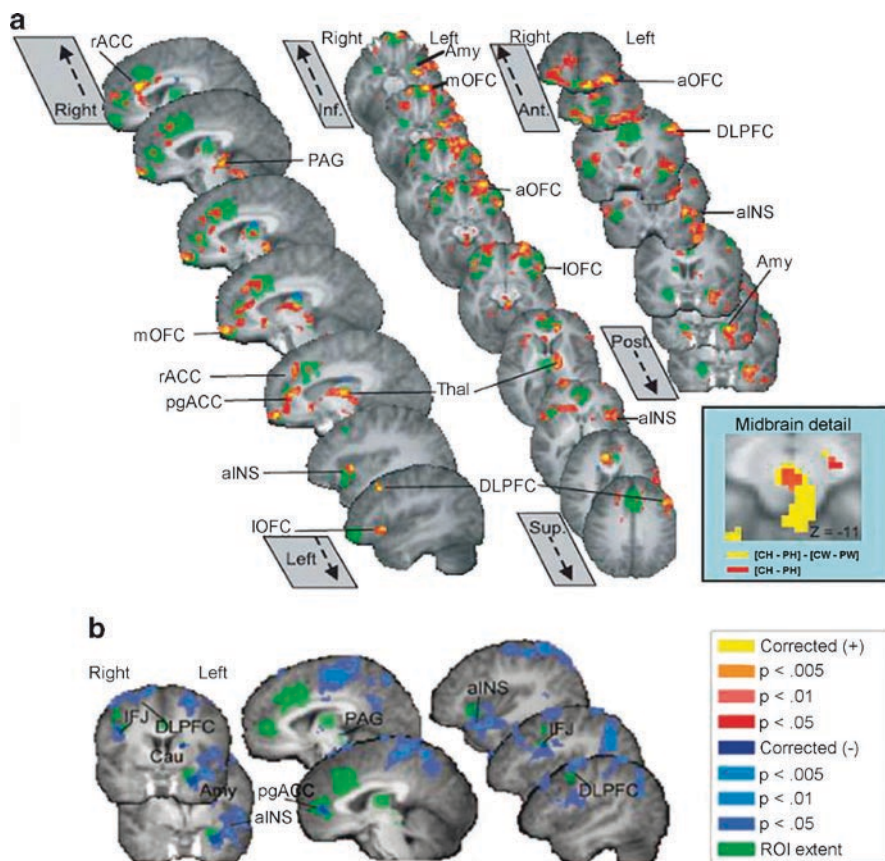 a
Right Left Right Left
rACC
Amy
mOFC
aOFC
Right
Inf.
Ant.
DLPFC
PAG
aOFC
aINS
lOFC
Amy
mOFC
Post.
rACC
Thal
pgACC
aINS
Midbrain detail
aINS
DLPFC
Z = -11
lOFC
Sup.
[CH - PH] - [CW - PW]
Left
[CH - PH]
b
Right Left
Corrected (+)
p < .005
aINS
p < .01
IFJ
DLPFC
PAG
IFJ
p < .05
Cau
Corrected (-)
Amy
pgACC
DLPFC
p < .005
aINS
p < .01
p < .05
ROI extent